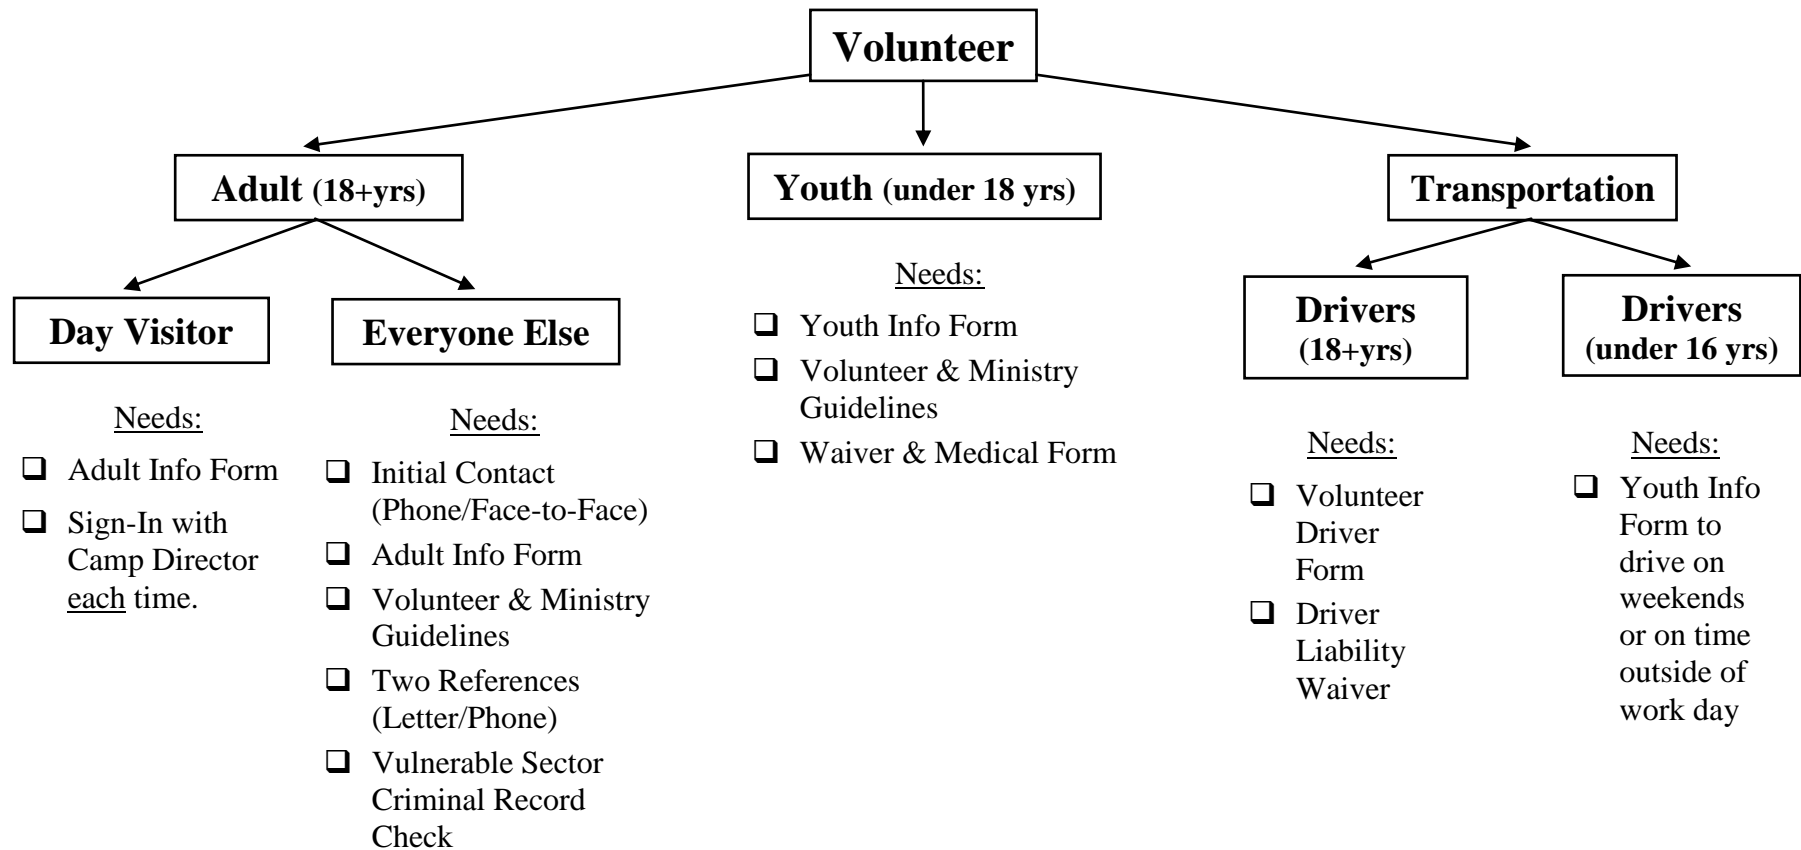 Volunteer
Adult (18+yrs)
Youth (under 18 yrs)
Transportation
Day Visitor
Needs:
❑ Adult Info Form
❑ Sign-In with
Camp Director
each time.
Everyone Else
Needs:
❑ Initial Contact
(Phone/Face-to-Face)
❑ Adult Info Form
❑ Volunteer & Ministry
Guidelines
❑ Two References
(Letter/Phone)
❑ Vulnerable Sector
Criminal Record
Check
Needs:
❑ Youth Info Form
❑ Volunteer & Ministry
Guidelines
❑ Waiver & Medical Form
Drivers
(18+yrs)
Needs:
❑ Volunteer
Driver
Form
❑ Driver
Liability
Waiver
Drivers
(under 16 yrs)
Needs:
❑ Youth Info
Form to
drive on
weekends
or on time
outside of
work day